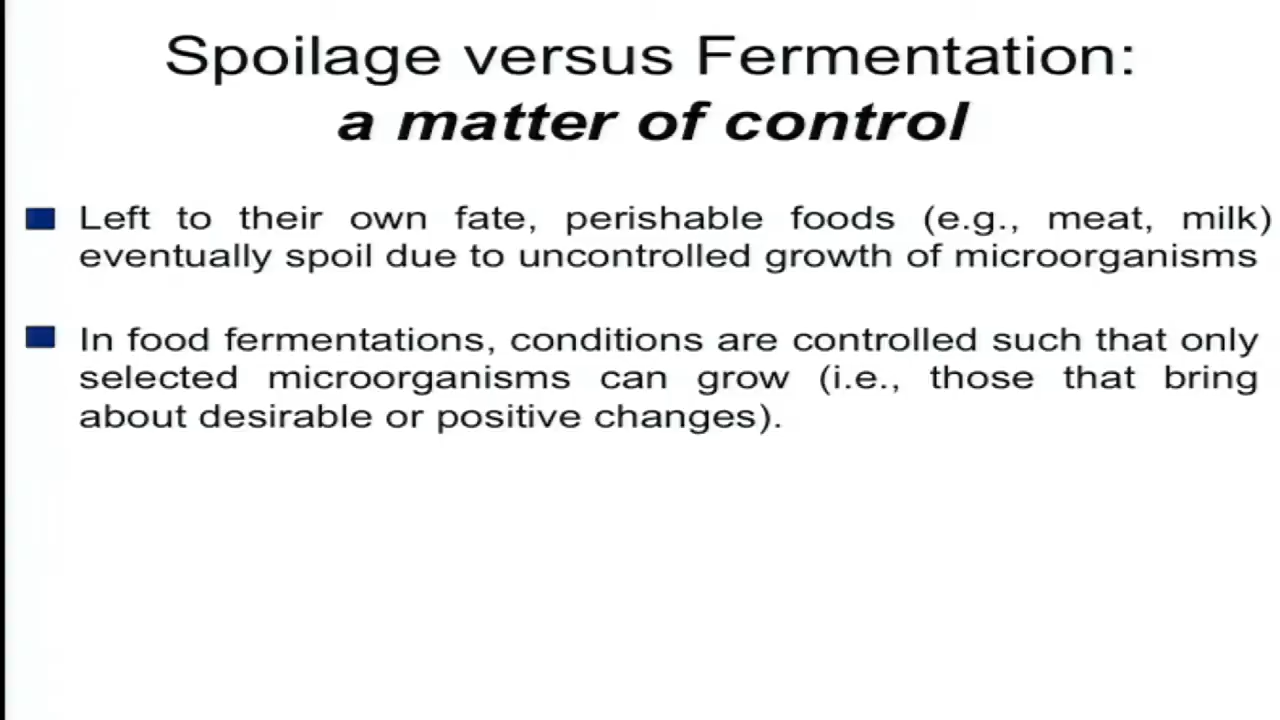 Spoilage versus Fermentation:
a matter of control
Left to their own fate, perishable foods (e.g., meat, milk)
eventually spoil due to uncontrolled growth of microorganisms
In food fermentations, conditions are controlled such that only
selected microorganisms can grow (i.e., those that bring
about desirable or positive changes).